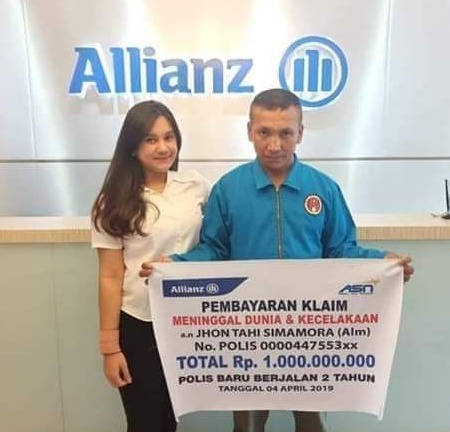 Allianz
Allianz
ASN
PEMBAYARAN KLAIM
MENINGGAL DUNIA & KECELAKAAN
a.n JHON TAHI SIMAMORA (Alm)
No. POLIS 0000447553xx
TOTAL Rp. 1.000.000.000
POLIS BARU BERJALAN 2 TAHUN
TANGGAL 04 APRIL 2019